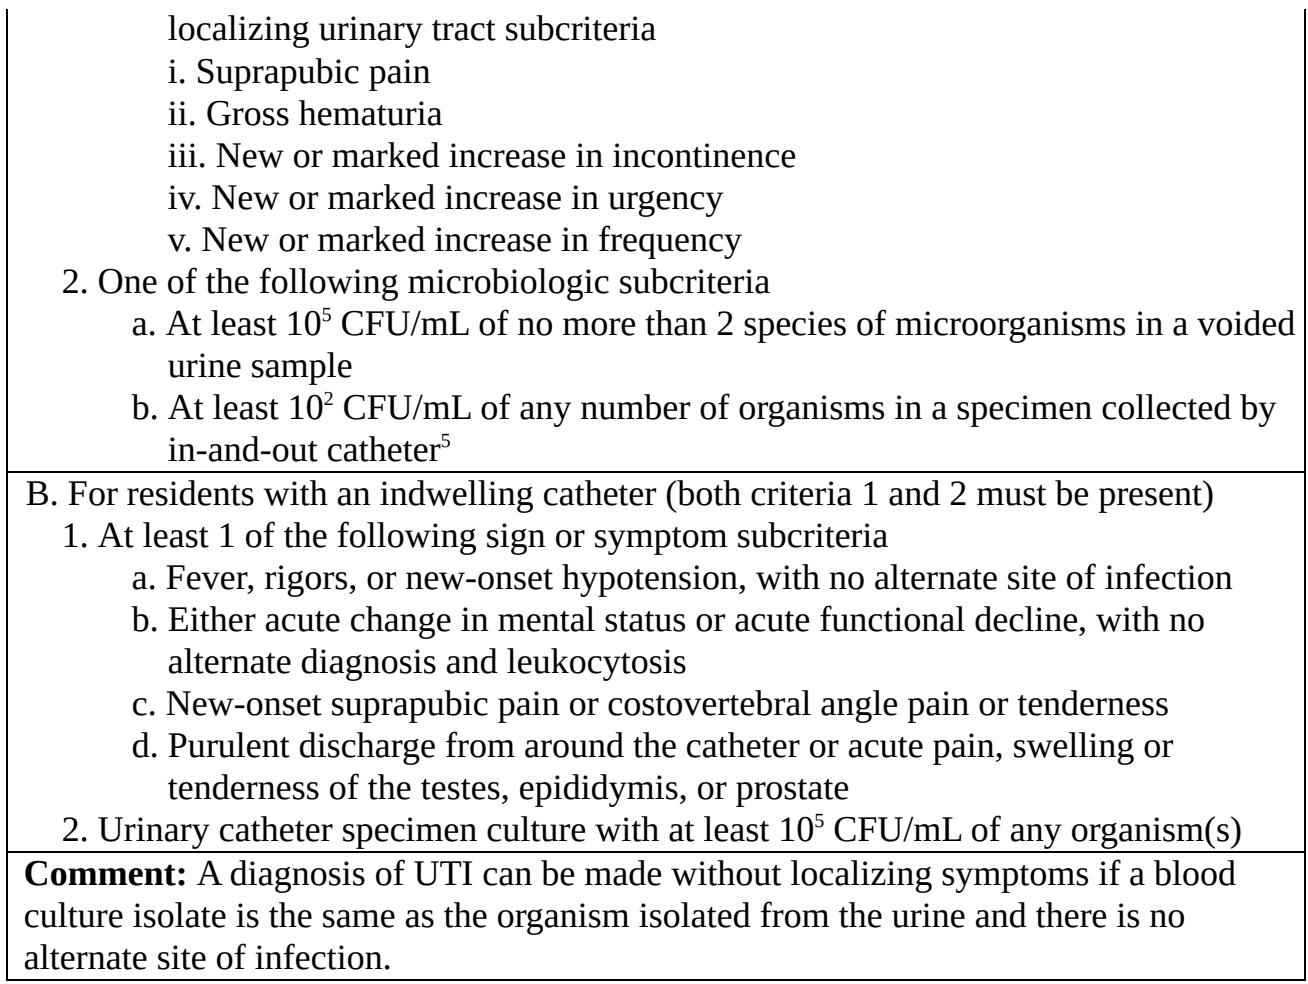 localizing urinary tract subcriteria
i. Suprapubic pain
ii. Gross hematuria
iii. New or marked increase in incontinence
iv. New or marked increase in urgency
v. New or marked increase in frequency
2. One of the following microbiologic subcriteria
a. At least 10⁵ CFU/mL of no more than 2 species of microorganisms in a voided
urine sample
b. At least 10² CFU/mL of any number of organisms in a specimen collected by
in-and-out catheter⁵
B. For residents with an indwelling catheter (both criteria 1 and 2 must be present)
1. At least 1 of the following sign or symptom subcriteria
a. Fever, rigors, or new-onset hypotension, with no alternate site of infection
b. Either acute change in mental status or acute functional decline, with no
alternate diagnosis and leukocytosis
c. New-onset suprapubic pain or costovertebral angle pain or tenderness
d. Purulent discharge from around the catheter or acute pain, swelling or
tenderness of the testes, epididymis, or prostate
2. Urinary catheter specimen culture with at least 10⁵ CFU/mL of any organism(s)
Comment: A diagnosis of UTI can be made without localizing symptoms if a blood
culture isolate is the same as the organism isolated from the urine and there is no
alternate site of infection.